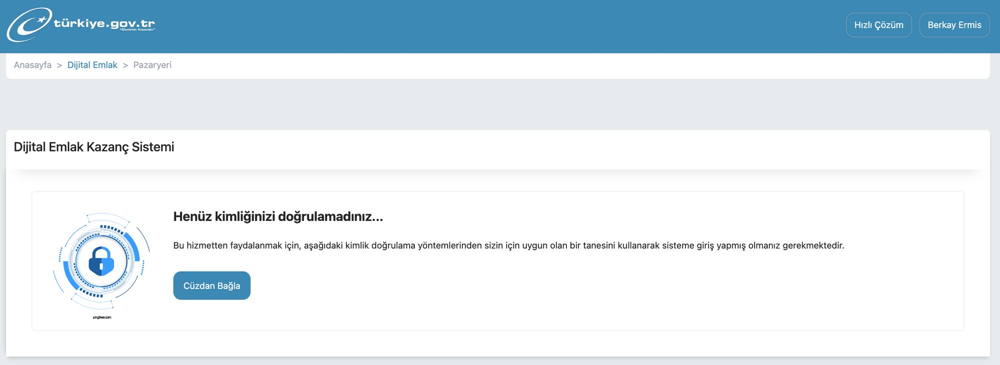 türkiye.gov.tr
"Devletin Kısayolu"
Hızlı Çözüm
Berkay Ermis
Anasayfa > Dijital Emlak > Pazaryeri
Dijital Emlak Kazanç Sistemi
Henüz kimliğinizi doğrulamadınız...
Bu hizmetten faydalanmak için, aşağıdaki kimlik doğrulama yöntemlerinden sizin için uygun olan bir tanesini kullanarak sisteme giriş yapmış olmanız gerekmektedir.
Cüzdan Bağla
pngtree.com